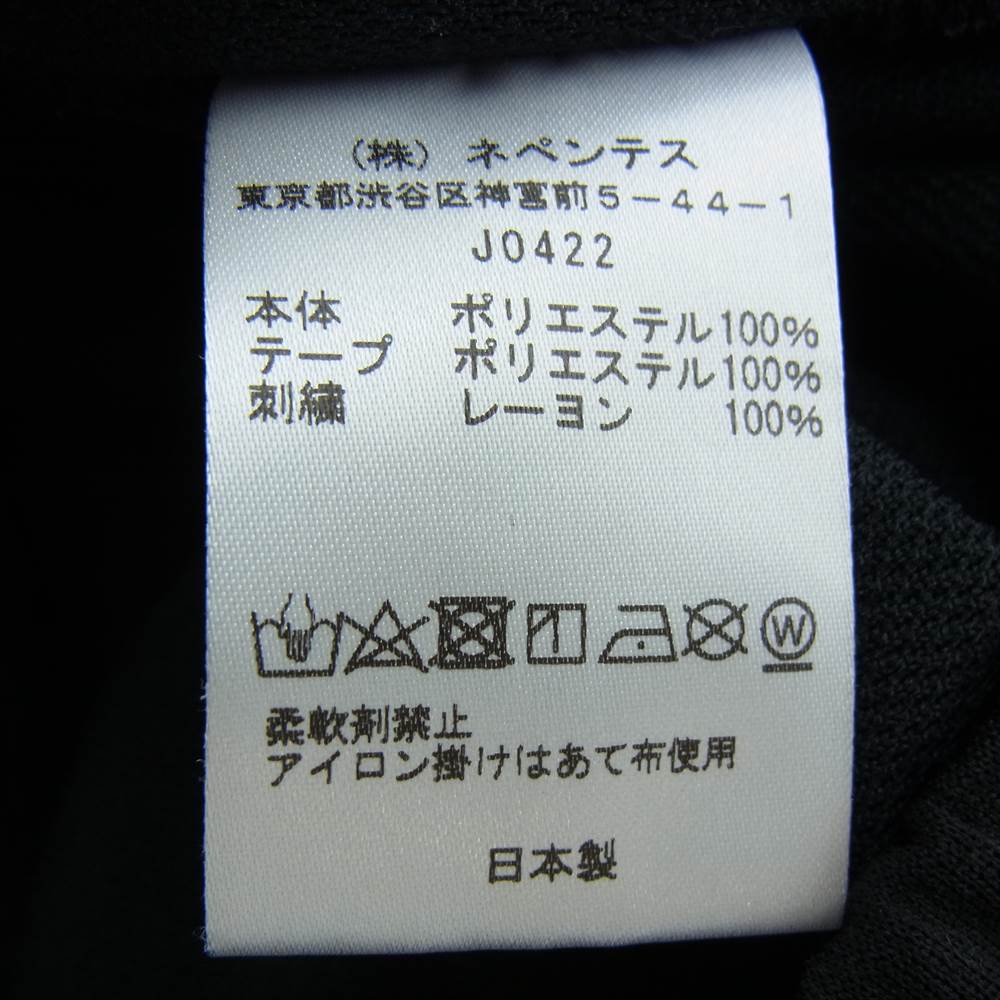 (株) ネペンテス
東京都渋谷区神宮前5-44-1
J0422
本体 ポリエステル100%
テープ ポリエステル100%
刺繍 レーヨン 100%
W
柔軟剤禁止
アイロン掛けはあて布使用
日本製